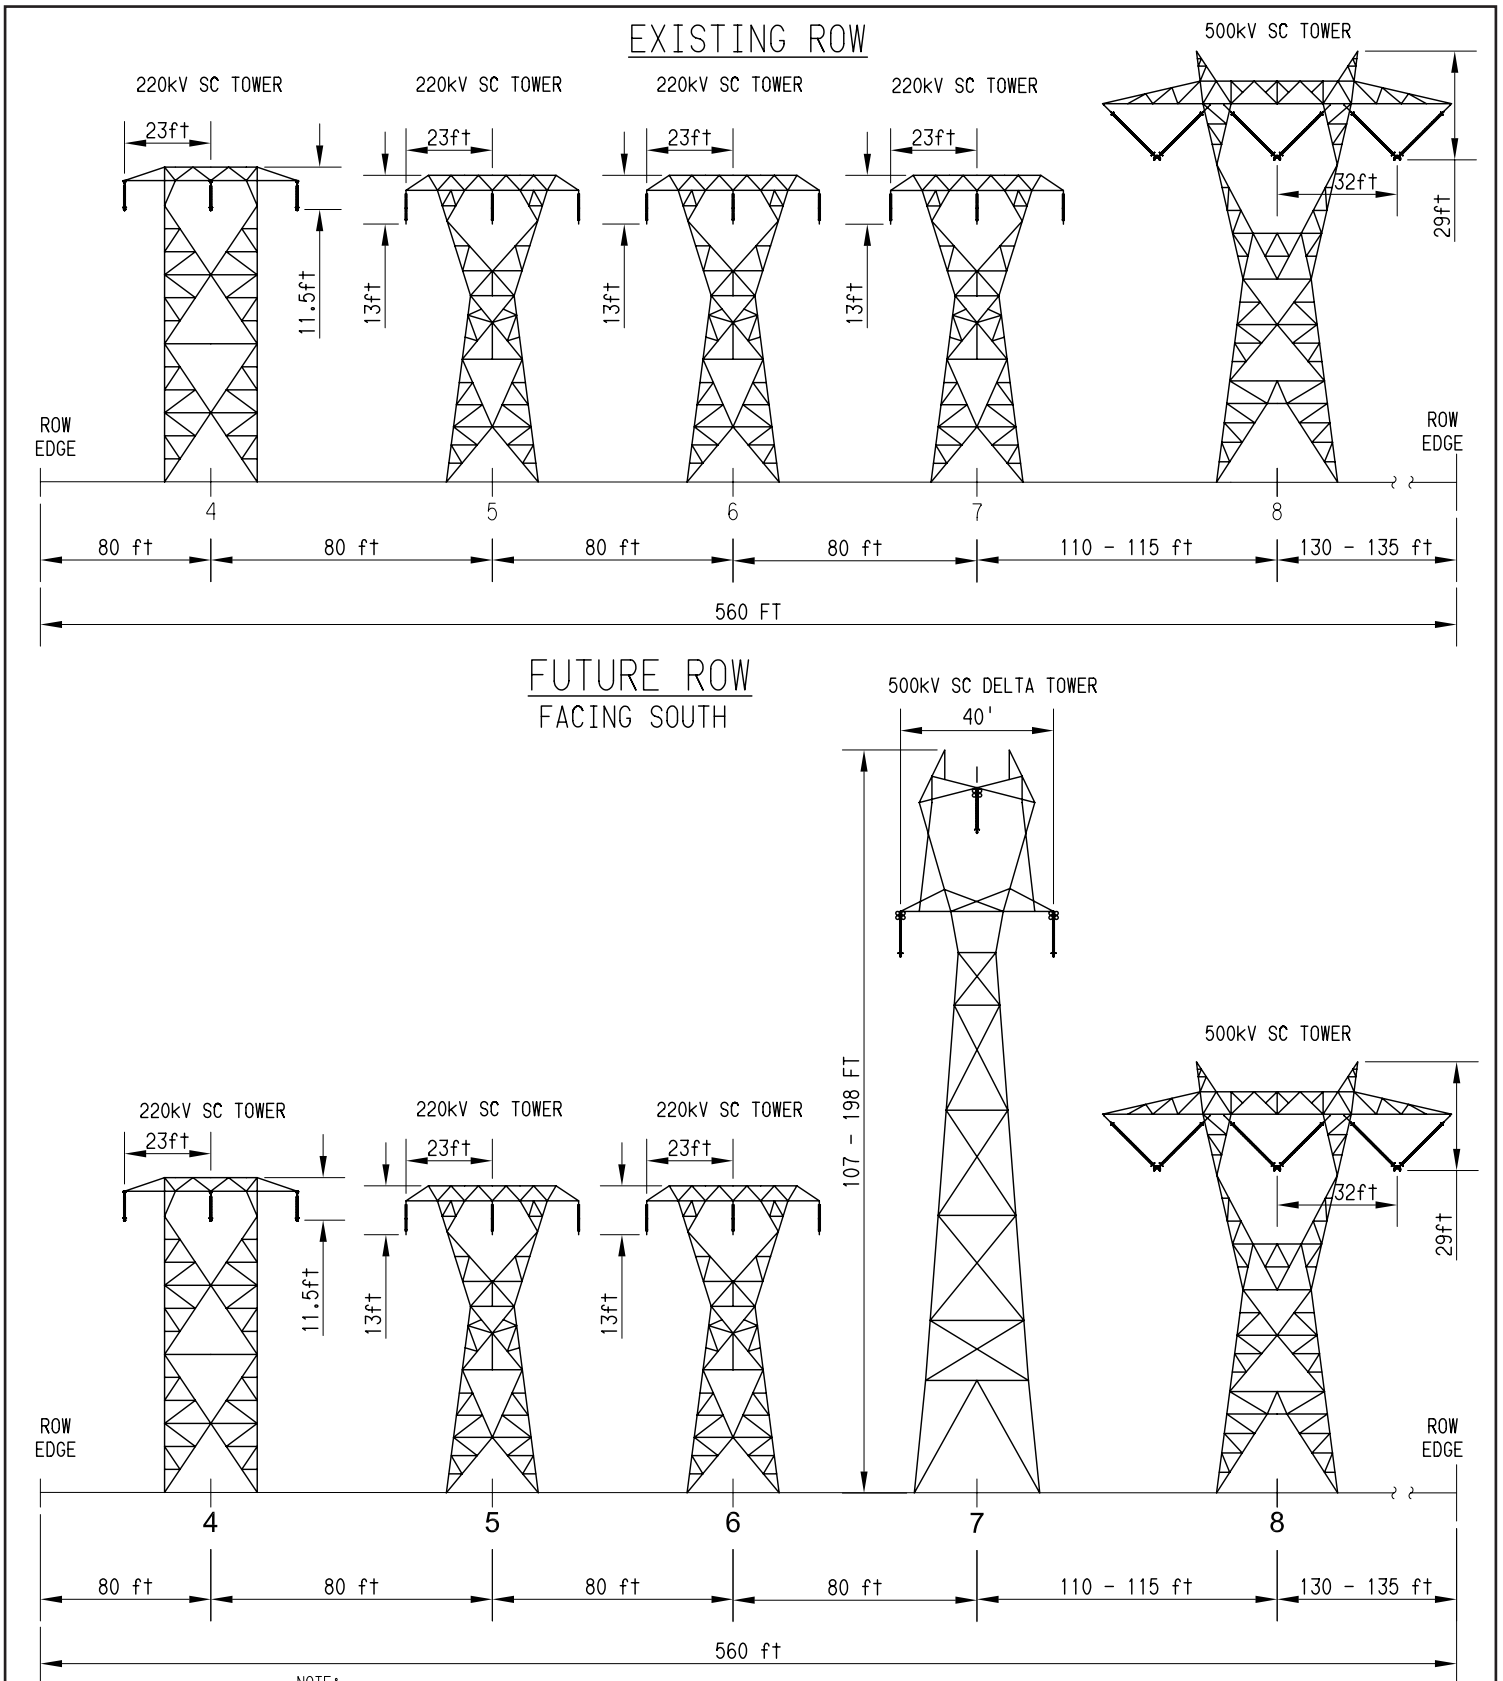 EXISTING ROW
500kV SC TOWER
220kV SC TOWER
220kV SC TOWER
220kV SC TOWER
220kV SC TOWER
23ft
23ft
23ft
23ft
32ft
29ft
11.5ft
13ft
13ft
13ft
ROW
EDGE
ROW
EDGE
4
5
6
7
8
80 ft
80 ft
80 ft
80 ft
110 - 115 ft
130 - 135 ft
560 FT
FUTURE ROW
FACING SOUTH
500kV SC DELTA TOWER
40'
107 - 198 FT
500kV SC TOWER
220kV SC TOWER
220kV SC TOWER
220kV SC TOWER
23ft
23ft
23ft
32ft
29ft
11.5ft
13ft
13ft
ROW
EDGE
ROW
EDGE
4
5
6
7
8
80 ft
80 ft
80 ft
80 ft
110 - 115 ft
130 - 135 ft
560 ft
NOTE: